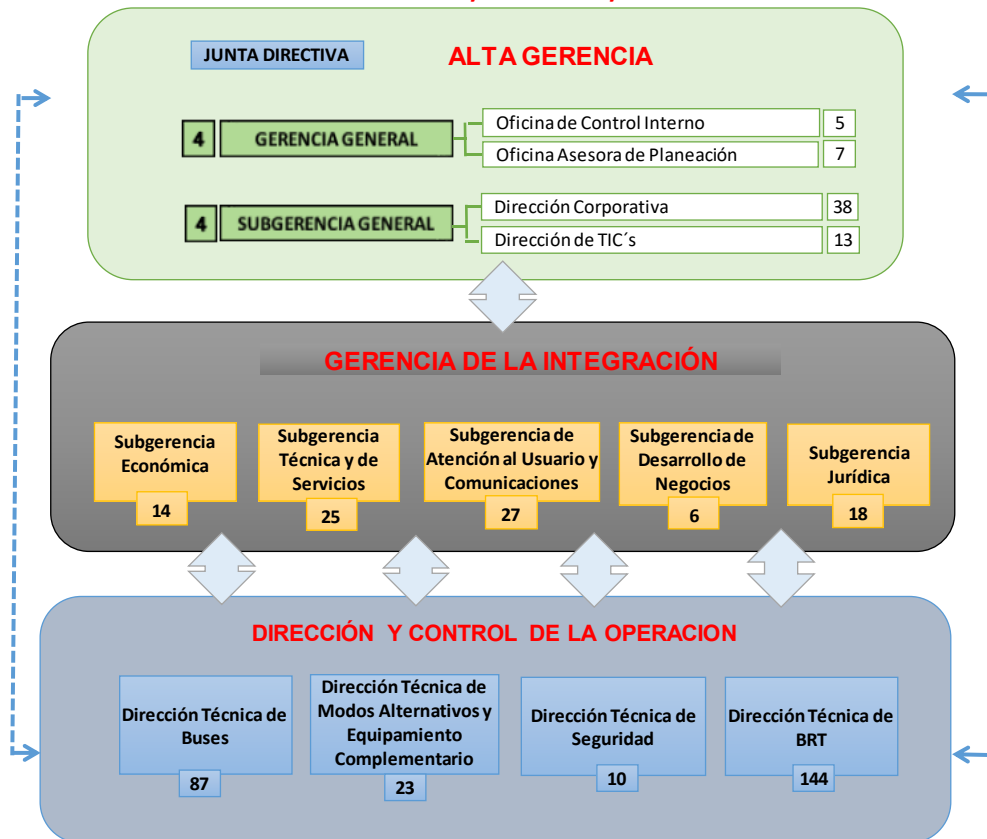 JUNTA DIRECTIVA
ALTA GERENCIA
4
GERENCIA GENERAL
Oficina de Control Interno
5
Oficina Asesora de Planeación
7
4
SUBGERENCIA GENERAL
Dirección Corporativa
38
Dirección de TIC´s
13
GERENCIA DE LA INTEGRACIÓN
Subgerencia
Económica
14
Subgerencia
Técnica y de
Servicios
25
Subgerencia de
Atención al Usuario y
Comunicaciones
27
Subgerencia de
Desarrollo de
Negocios
6
Subgerencia
Jurídica
18
DIRECCIÓN Y CONTROL DE LA OPERACION
Dirección Técnica de
Buses
87
Dirección Técnica de
Modos Alternativos y
Equipamiento
Complementario
23
Dirección Técnica de
Seguridad
10
Dirección Técnica de
BRT
144